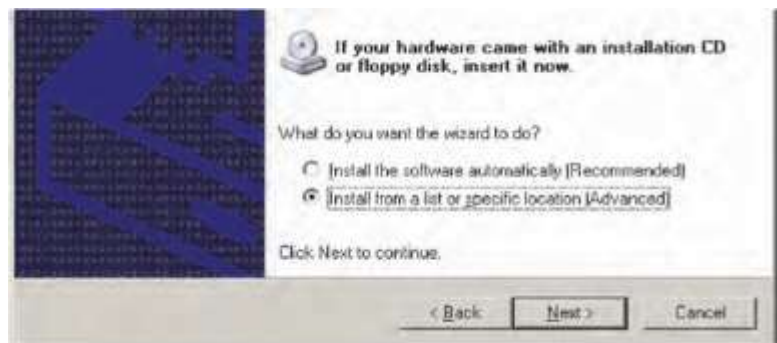 If your hardware came with an installation CD
or floppy disk, insert it now.
What do you want the wizard to do?
Install the software automatically (Recommended)
Install from a list or specific location (Advanced)
Click Next to continue.
< Back
Next >
Cancel